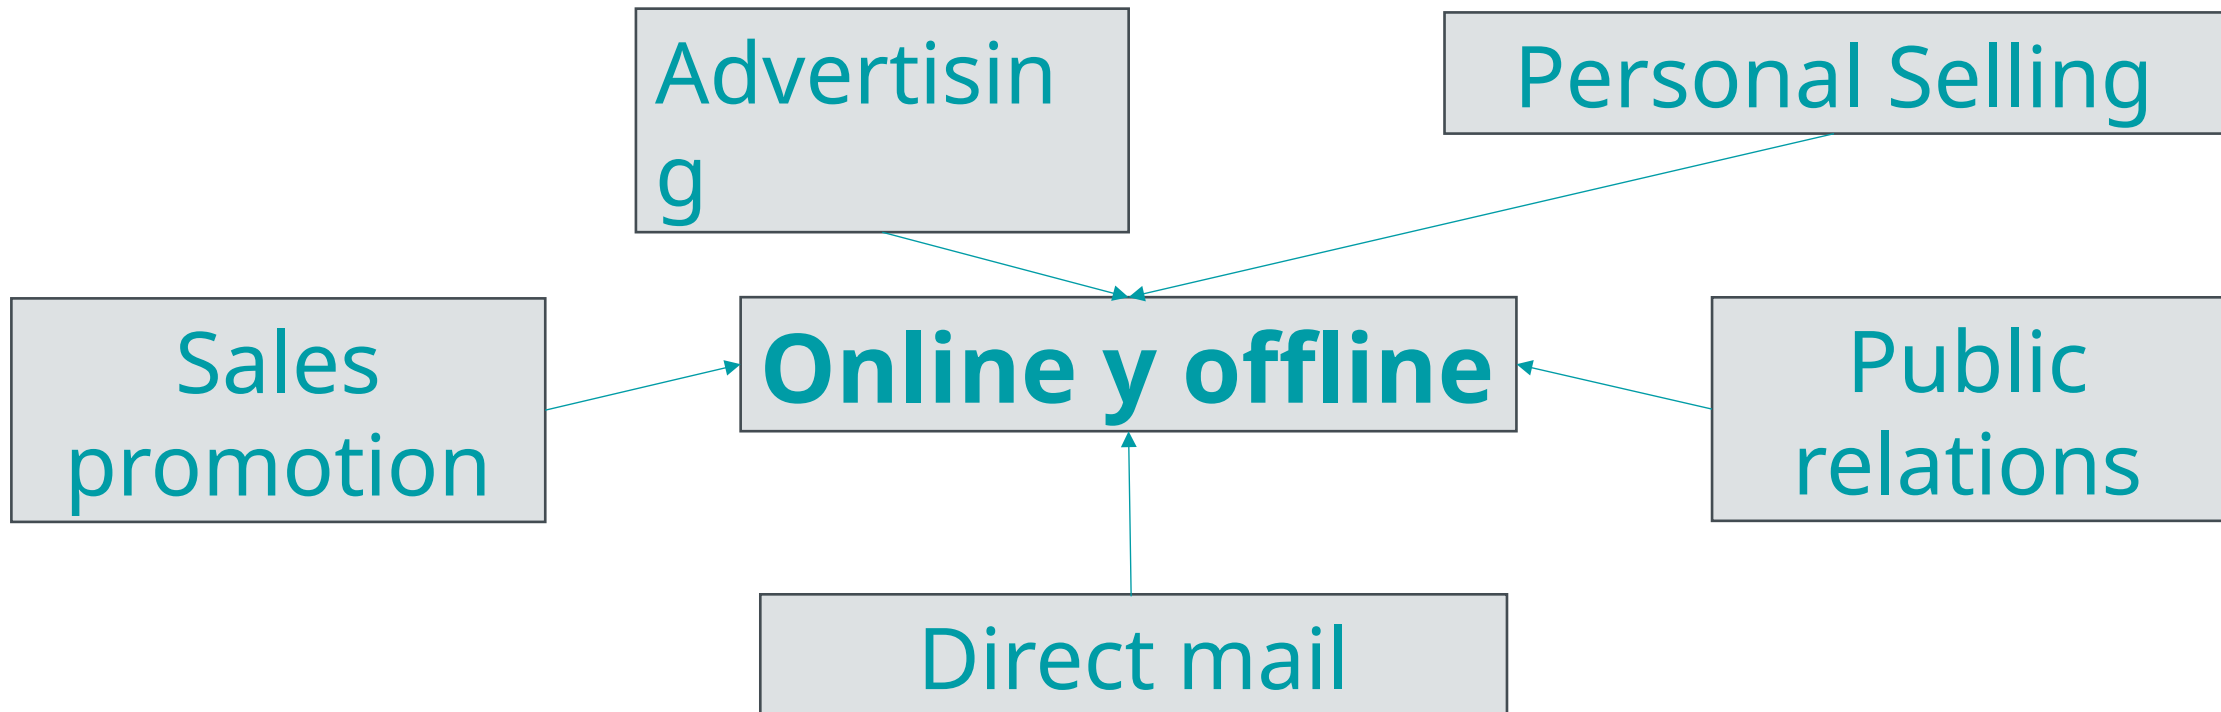 Advertisin
g
Personal Selling
Sales
promotion
Online y offline
Public
relations
Direct mail